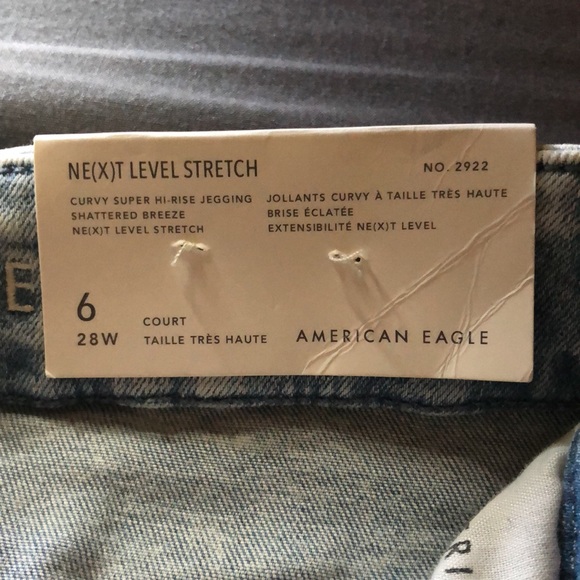 NE(X)T LEVEL STRETCH
NO. 2922
CURVY SUPER HI-RISE JEGGING
SHATTERED BREEZE
NE(X)T LEVEL STRETCH
JOLLANTS CURVY À TAILLE TRÈS HAUTE
BRISE ÉCLATÉE
EXTENSIBILITÉ NE(X)T LEVEL
6
28W
COURT
TAILLE TRÈS HAUTE
AMERICAN EAGLE
E